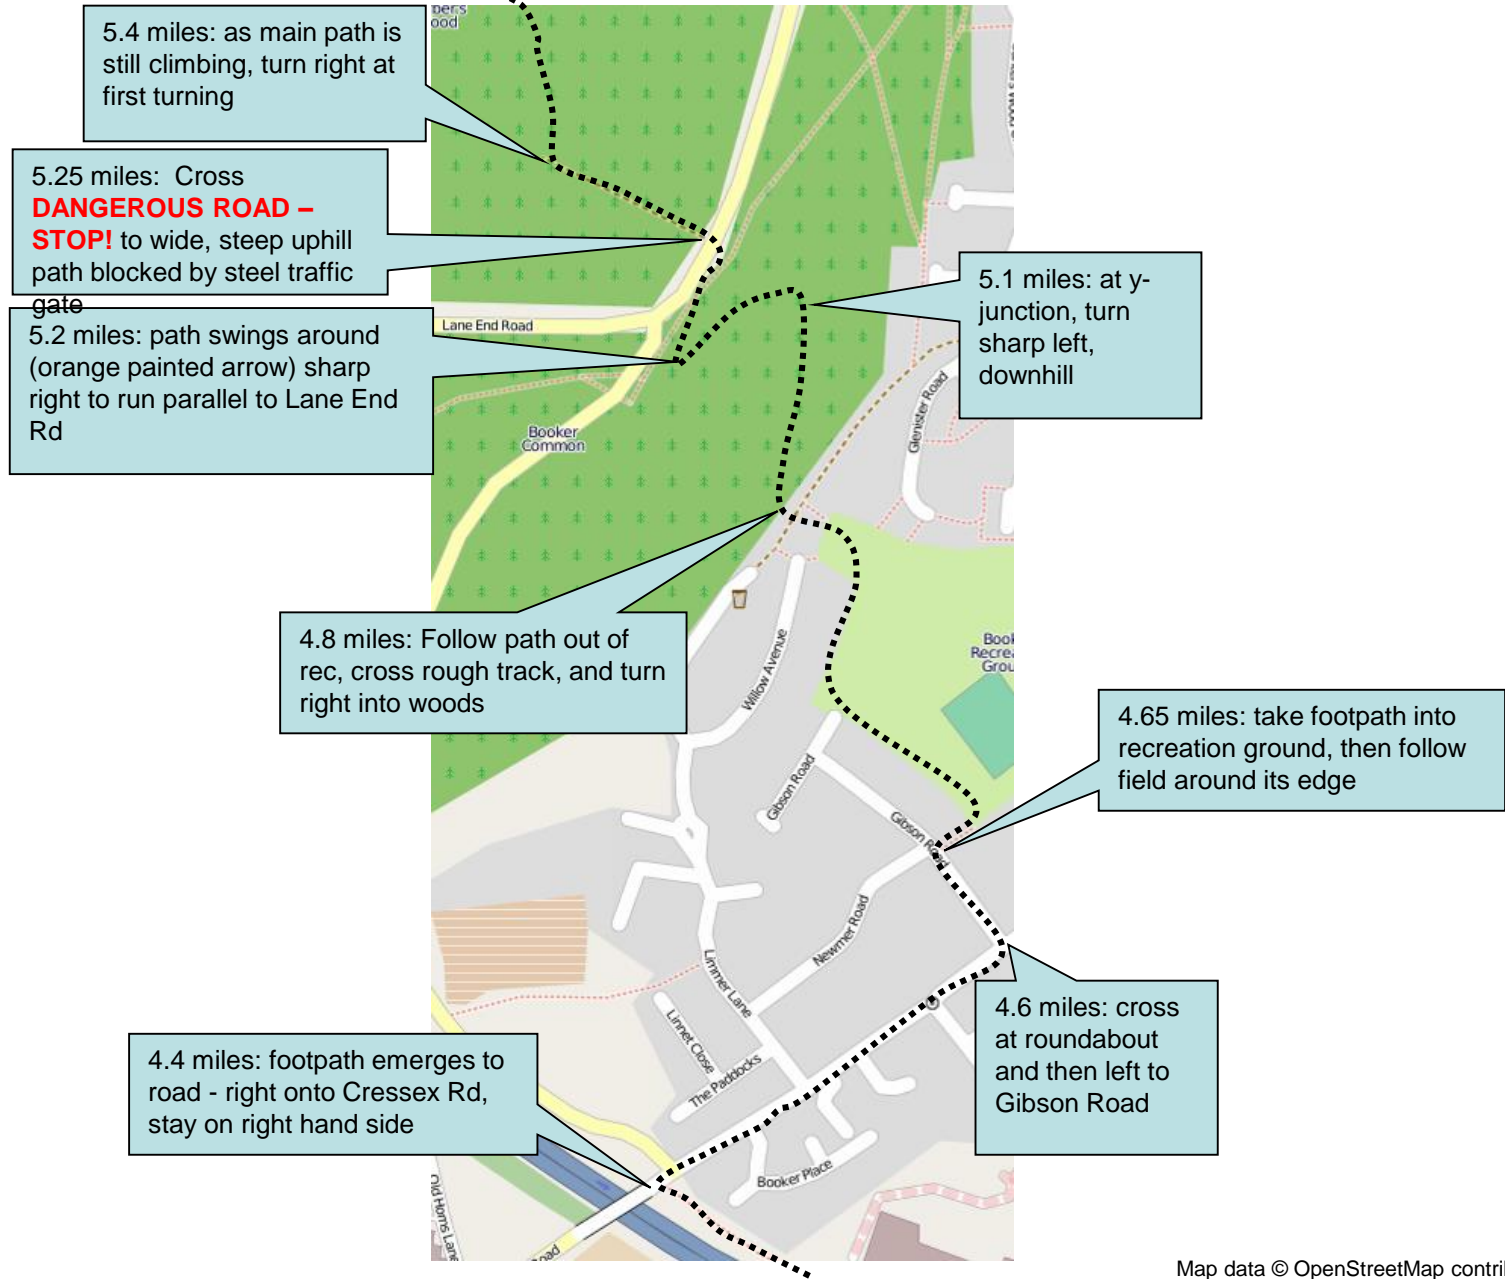 5.4 miles: as main path is
still climbing, turn right at
first turning
5.25 miles: Cross
DANGEROUS ROAD –
STOP! to wide, steep uphill
path blocked by steel traffic
gate
5.2 miles: path swings around
(orange painted arrow) sharp
right to run parallel to Lane End
Rd
5.1 miles: at y-
junction, turn
sharp left,
downhill
4.8 miles: Follow path out of
rec, cross rough track, and turn
right into woods
4.65 miles: take footpath into
recreation ground, then follow
field around its edge
4.6 miles: cross
at roundabout
and then left to
Gibson Road
4.4 miles: footpath emerges to
road - right onto Cressex Rd,
stay on right hand side
ber's
ood
Lane End Road
Booker
Common
Glenister Road
Willow Avenue
Book
Recrea
Grou
Gibson Road
Gibson Road
Newmer Road
Limmer Lane
Linnet Close
The Paddocks
Booker Place
Old Horns Lane
oad
Map data © OpenStreetMap contri